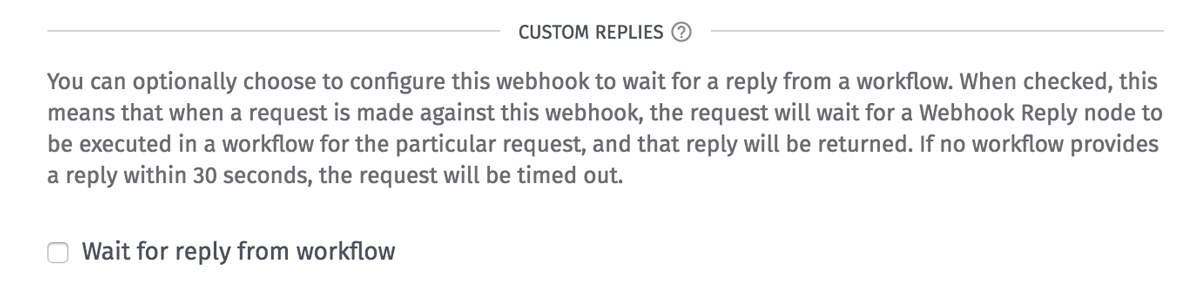 CUSTOM REPLIES ?
You can optionally choose to configure this webhook to wait for a reply from a workflow. When checked, this
means that when a request is made against this webhook, the request will wait for a Webhook Reply node to
be executed in a workflow for the particular request, and that reply will be returned. If no workflow provides
a reply within 30 seconds, the request will be timed out.
Wait for reply from workflow